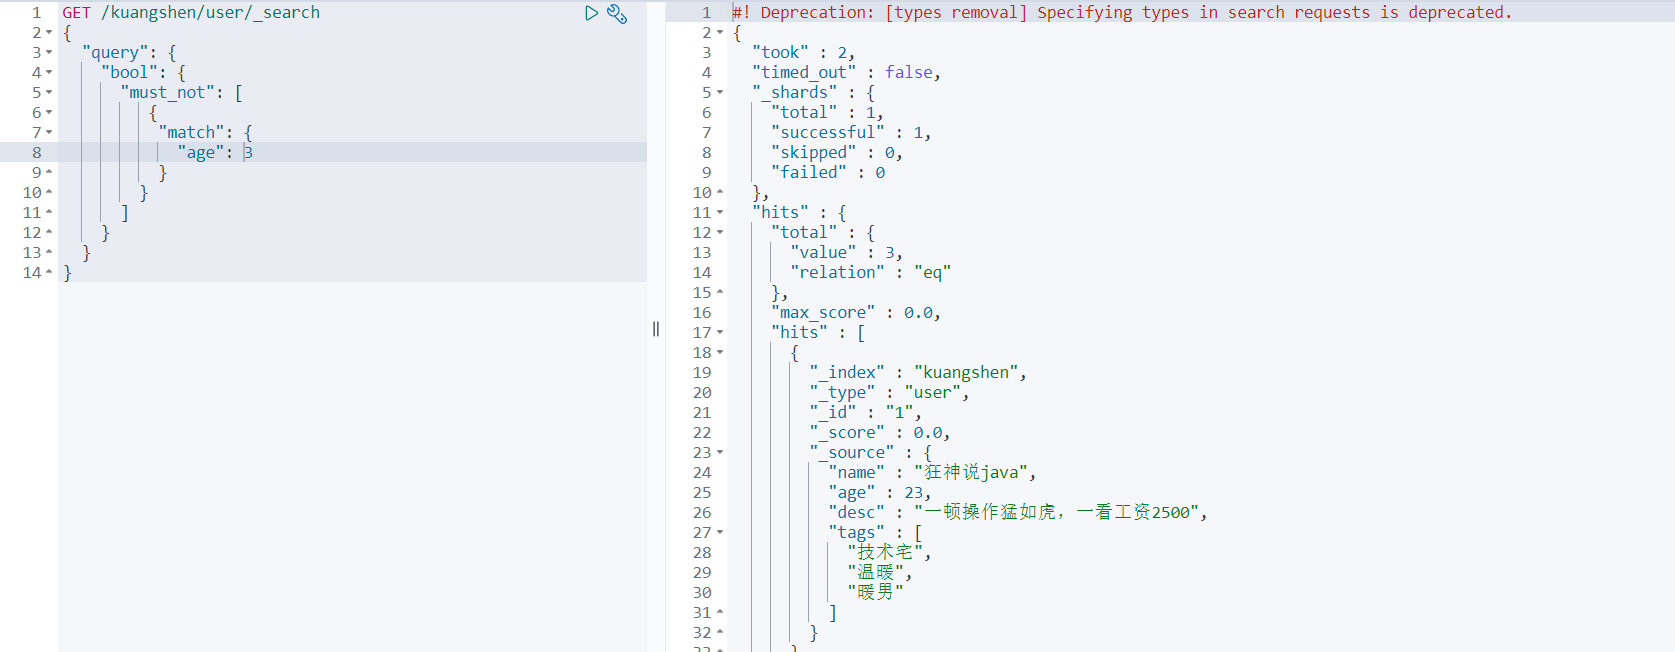 1 GET /kuangshen/user/_search
2 {
3 "query": {
4 "bool": {
5 "must_not": [
6 {
7 "match": {
8 "age": 3
9 }
10 }
11 ]
12 }
13 }
14 }
1 #! Deprecation: [types removal] Specifying types in search requests is deprecated.
2 {
3 "took" : 2,
4 "timed_out" : false,
5 "_shards" : {
6 "total" : 1,
7 "successful" : 1,
8 "skipped" : 0,
9 "failed" : 0
10 },
11 "hits" : {
12 "total" : {
13 "value" : 3,
14 "relation" : "eq"
15 },
16 "max_score" : 0.0,
17 "hits" : [
18 {
19 "_index" : "kuangshen",
20 "_type" : "user",
21 "_id" : "1",
22 "_score" : 0.0,
23 "_source" : {
24 "name" : "狂神说java",
25 "age" : 23,
26 "desc" : "一顿操作猛如虎，一看工资2500",
27 "tags" : [
28 "技术宅",
29 "温暖",
30 "暖男"
31 ]
32 }